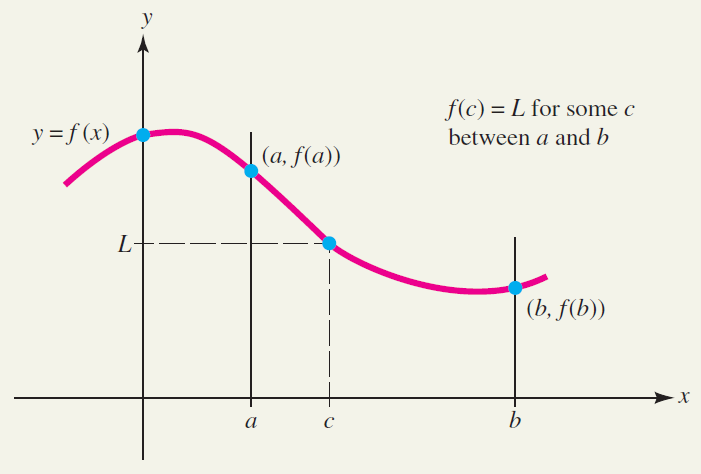 y
y = f (x)
f(c) = L for some c
between a and b
(a, f(a))
L
(b, f(b))
x
a
c
b